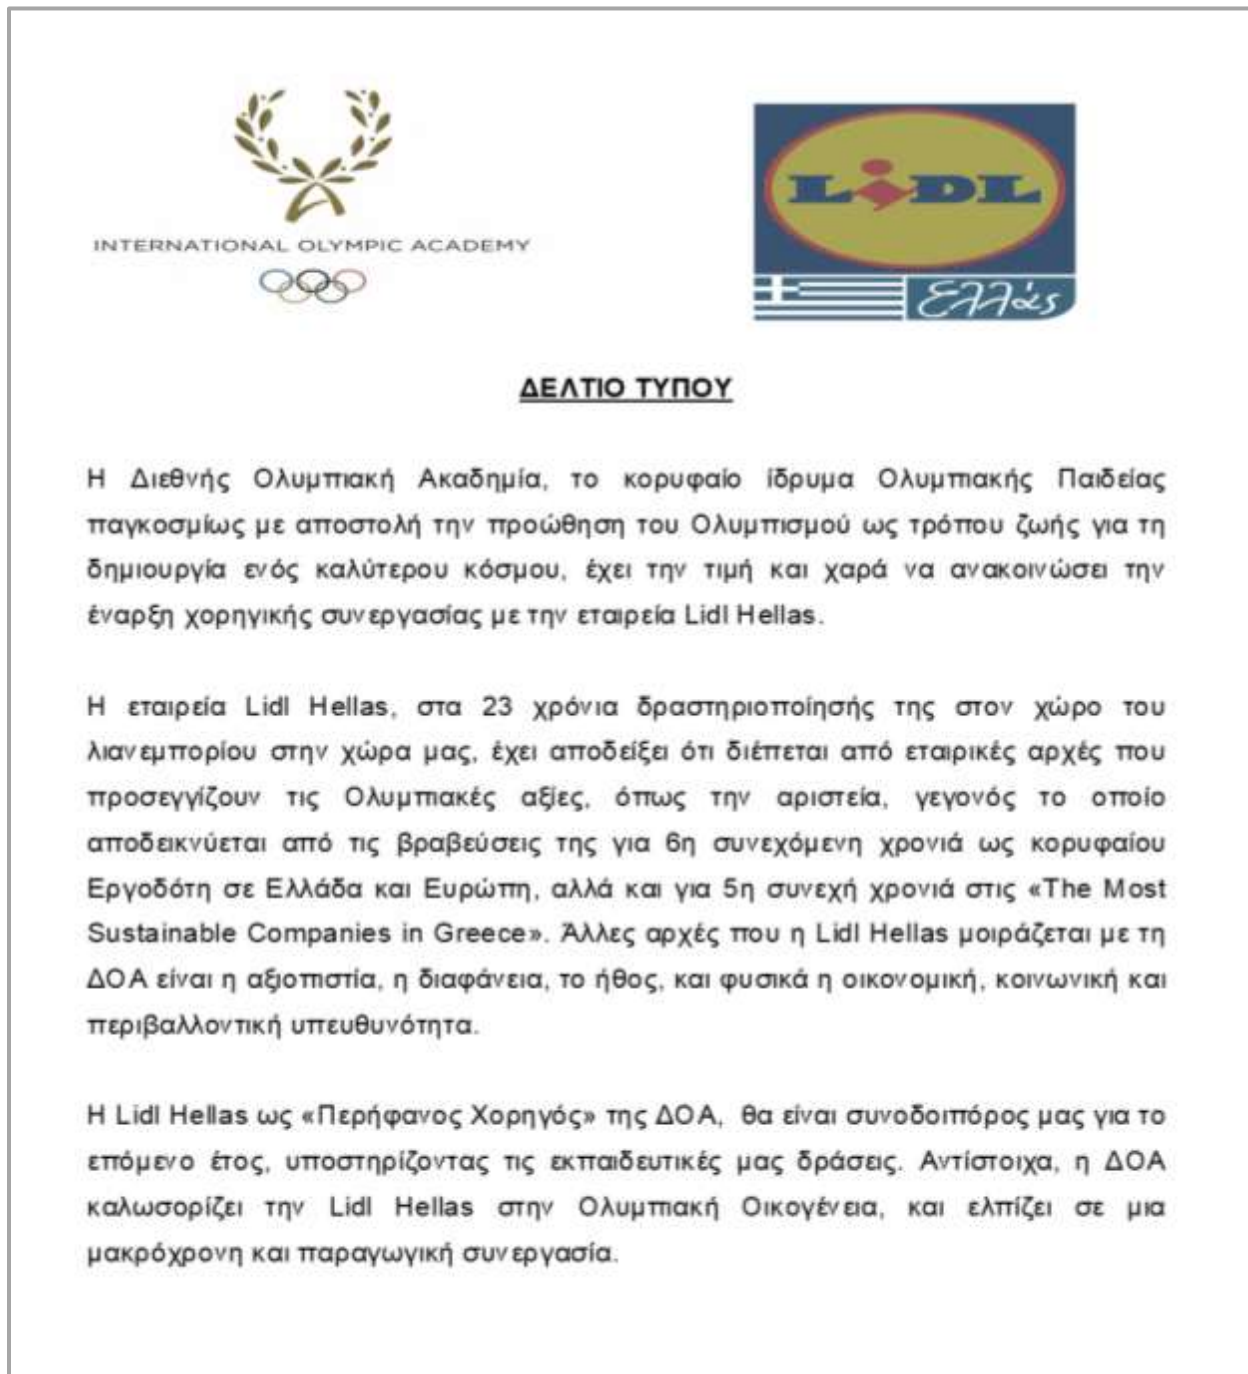 INTERNATIONAL OLYMPIC ACADEMY
LIDL
Ελλάς
ΔΕΛΤΙΟ ΤΥΠΟΥ
Η Διεθνής Ολυμπιακή Ακαδημία, το κορυφαίο ίδρυμα Ολυμπιακής Παιδείας
παγκοσμίως με αποστολή την προώθηση του Ολυμπισμού ως τρόπου ζωής για τη
δημιουργία ενός καλύτερου κόσμου, έχει την τιμή και χαρά να ανακοινώσει την
έναρξη χορηγικής συνεργασίας με την εταιρεία Lidl Hellas.
Η εταιρεία Lidl Hellas, στα 23 χρόνια δραστηριοποίησής της στον χώρο του
λιανεμπορίου στην χώρα μας, έχει αποδείξει ότι διέπεται από εταιρικές αρχές που
προσεγγίζουν τις Ολυμπιακές αξίες, όπως την αριστεία, γεγονός το οποίο
αποδεικνύεται από τις βραβεύσεις της για 6η συνεχόμενη χρονιά ως κορυφαίου
Εργοδότη σε Ελλάδα και Ευρώπη, αλλά και για 5η συνεχή χρονιά στις «The Most
Sustainable Companies in Greece». Άλλες αρχές που η Lidl Hellas μοιράζεται με τη
ΔΟΑ είναι η αξιοπιστία, η διαφάνεια, το ήθος, και φυσικά η οικονομική, κοινωνική και
περιβαλλοντική υπευθυνότητα.
Η Lidl Hellas ως «Περήφανος Χορηγός» της ΔΟΑ, θα είναι συνοδοιπόρος μας για το
επόμενο έτος, υποστηρίζοντας τις εκπαιδευτικές μας δράσεις. Αντίστοιχα, η ΔΟΑ
καλωσορίζει την Lidl Hellas στην Ολυμπιακή Οικογένεια, και ελπίζει σε μια
μακρόχρονη και παραγωγική συνεργασία.